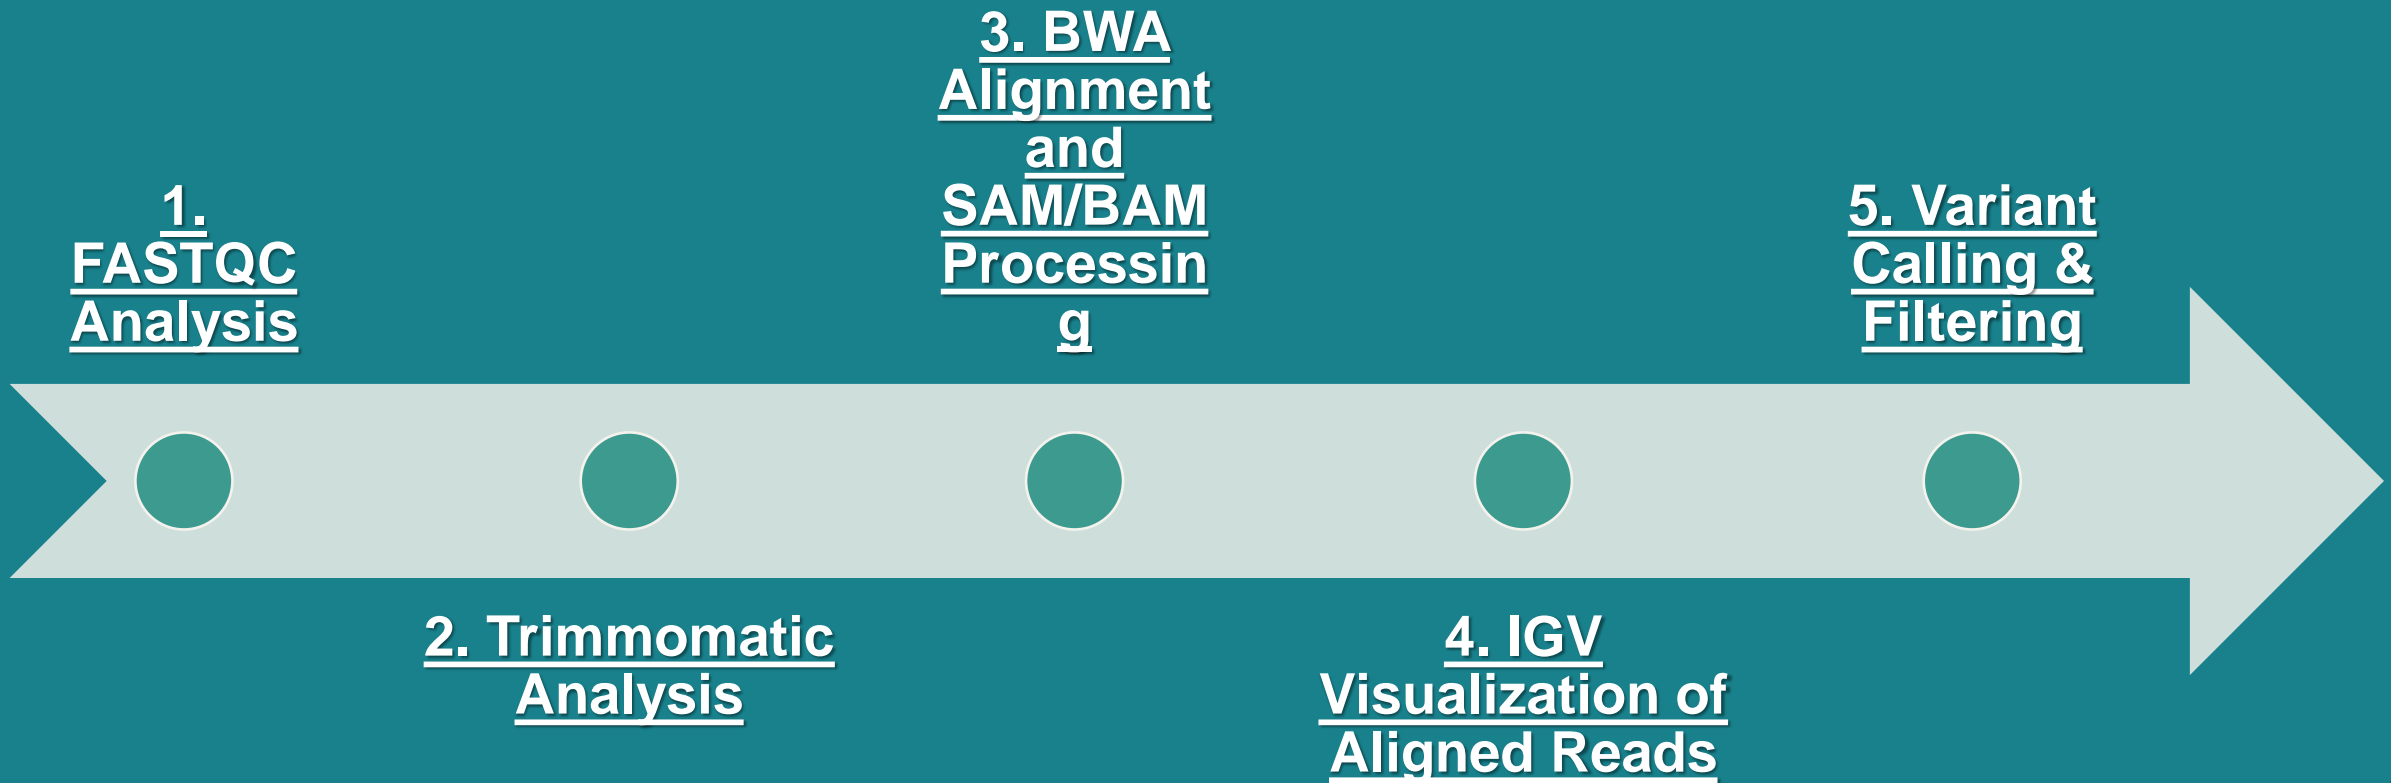 1.
FASTQC
Analysis
2. Trimmomatic
Analysis
3. BWA
Alignment
and
SAM/BAM
Processin
g
4. IGV
Visualization of
Aligned Reads
5. Variant
Calling &
Filtering